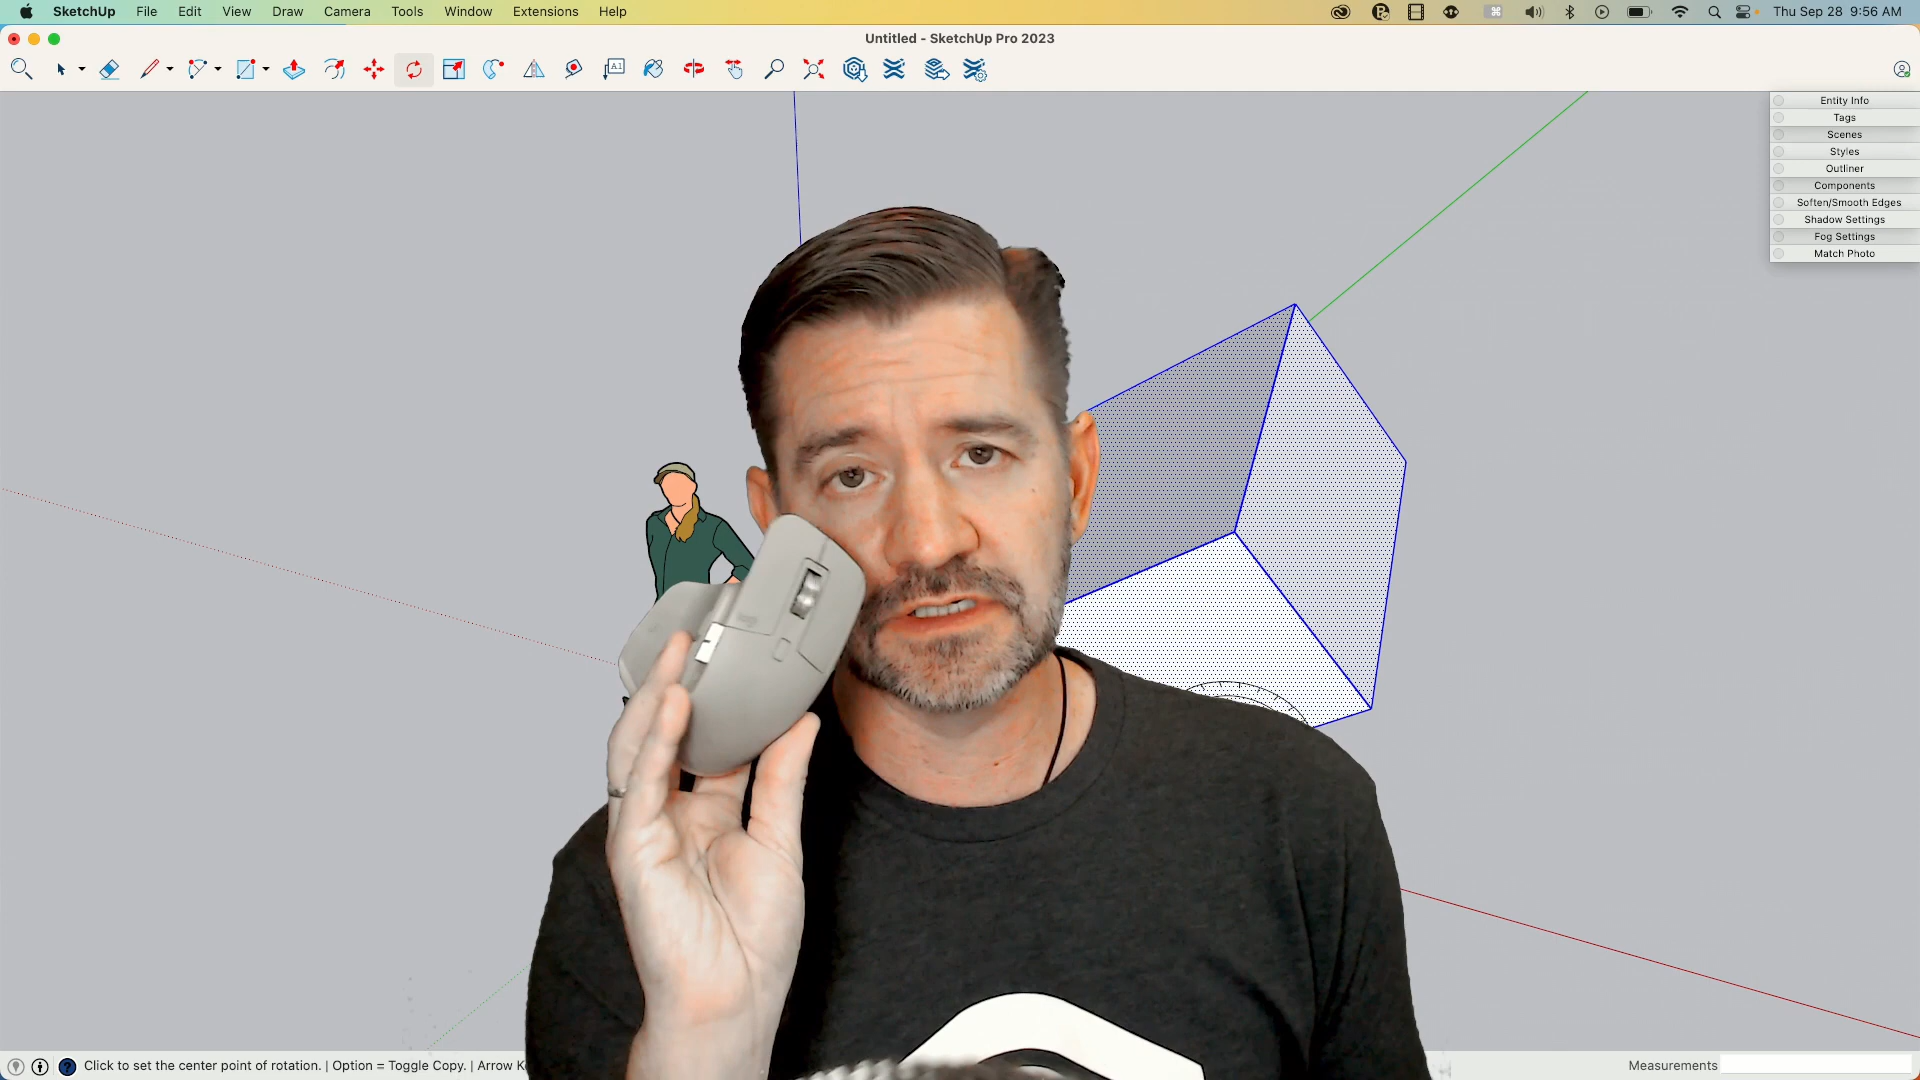 SketchUp File Edit View Draw Camera Tools Window Extensions Help Thu Sep 28 9:56 AM
Untitled - SketchUp Pro 2023
A1
Entity Info
Tags
Scenes
Styles
Outliner
Components
Soften/Smooth Edges
Shadow Settings
Fog Settings
Match Photo
Click to set the center point of rotation. | Option = Toggle Copy. | Arrow K
Measurements